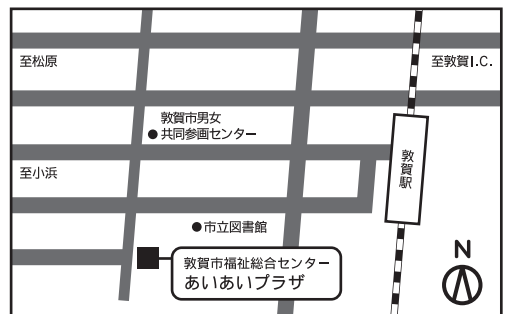 至松原
至敦賀I.C.
敦賀市男女
共同参画センター
敦賀駅
至小浜
市立図書館
敦賀市福祉総合センター
あいあいプラザ
N